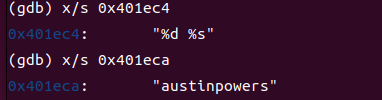 (gdb) x/s 0x401ec4
0x401ec4:       "%d %s"
(gdb) x/s 0x401eca
0x401eca:       "austinpowers"